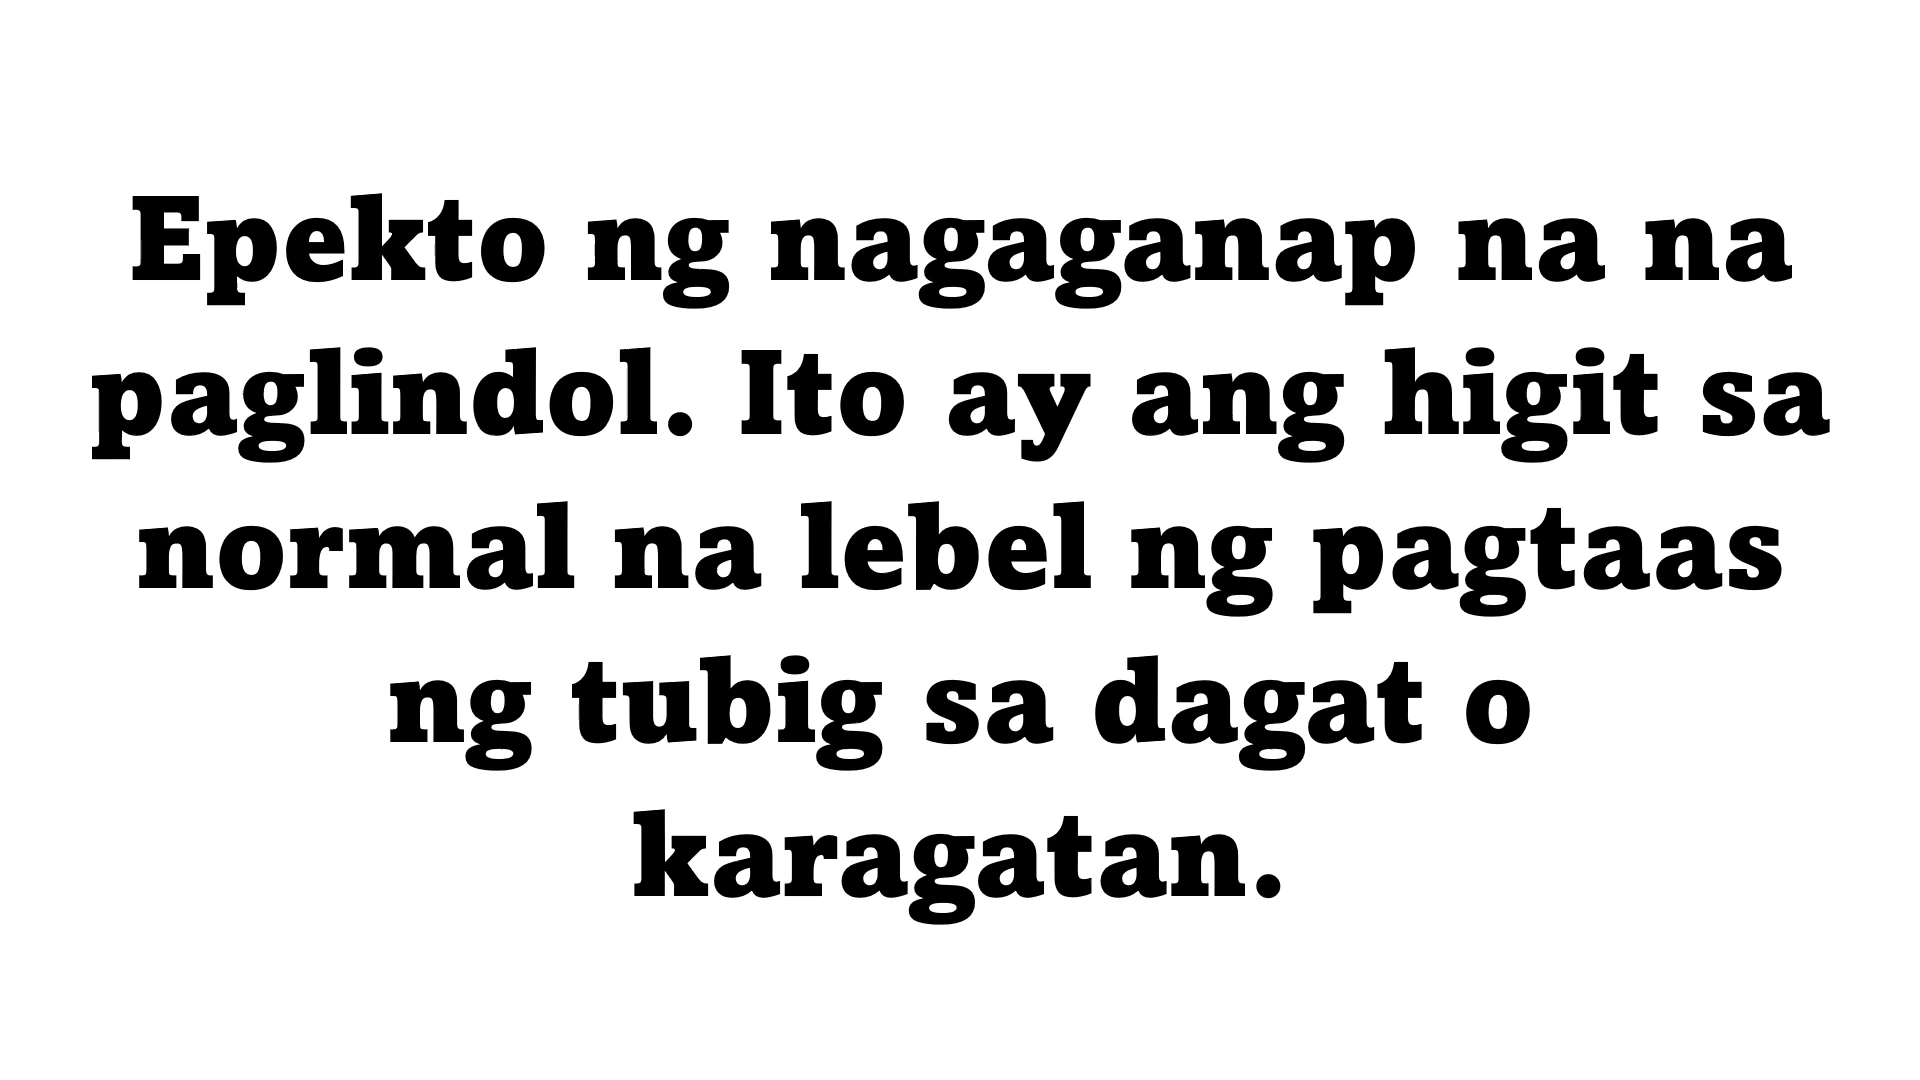 Epekto ng nagaganap na na
paglindol. Ito ay ang higit sa
normal na lebel ng pagtaas
ng tubig sa dagat o
karagatan.